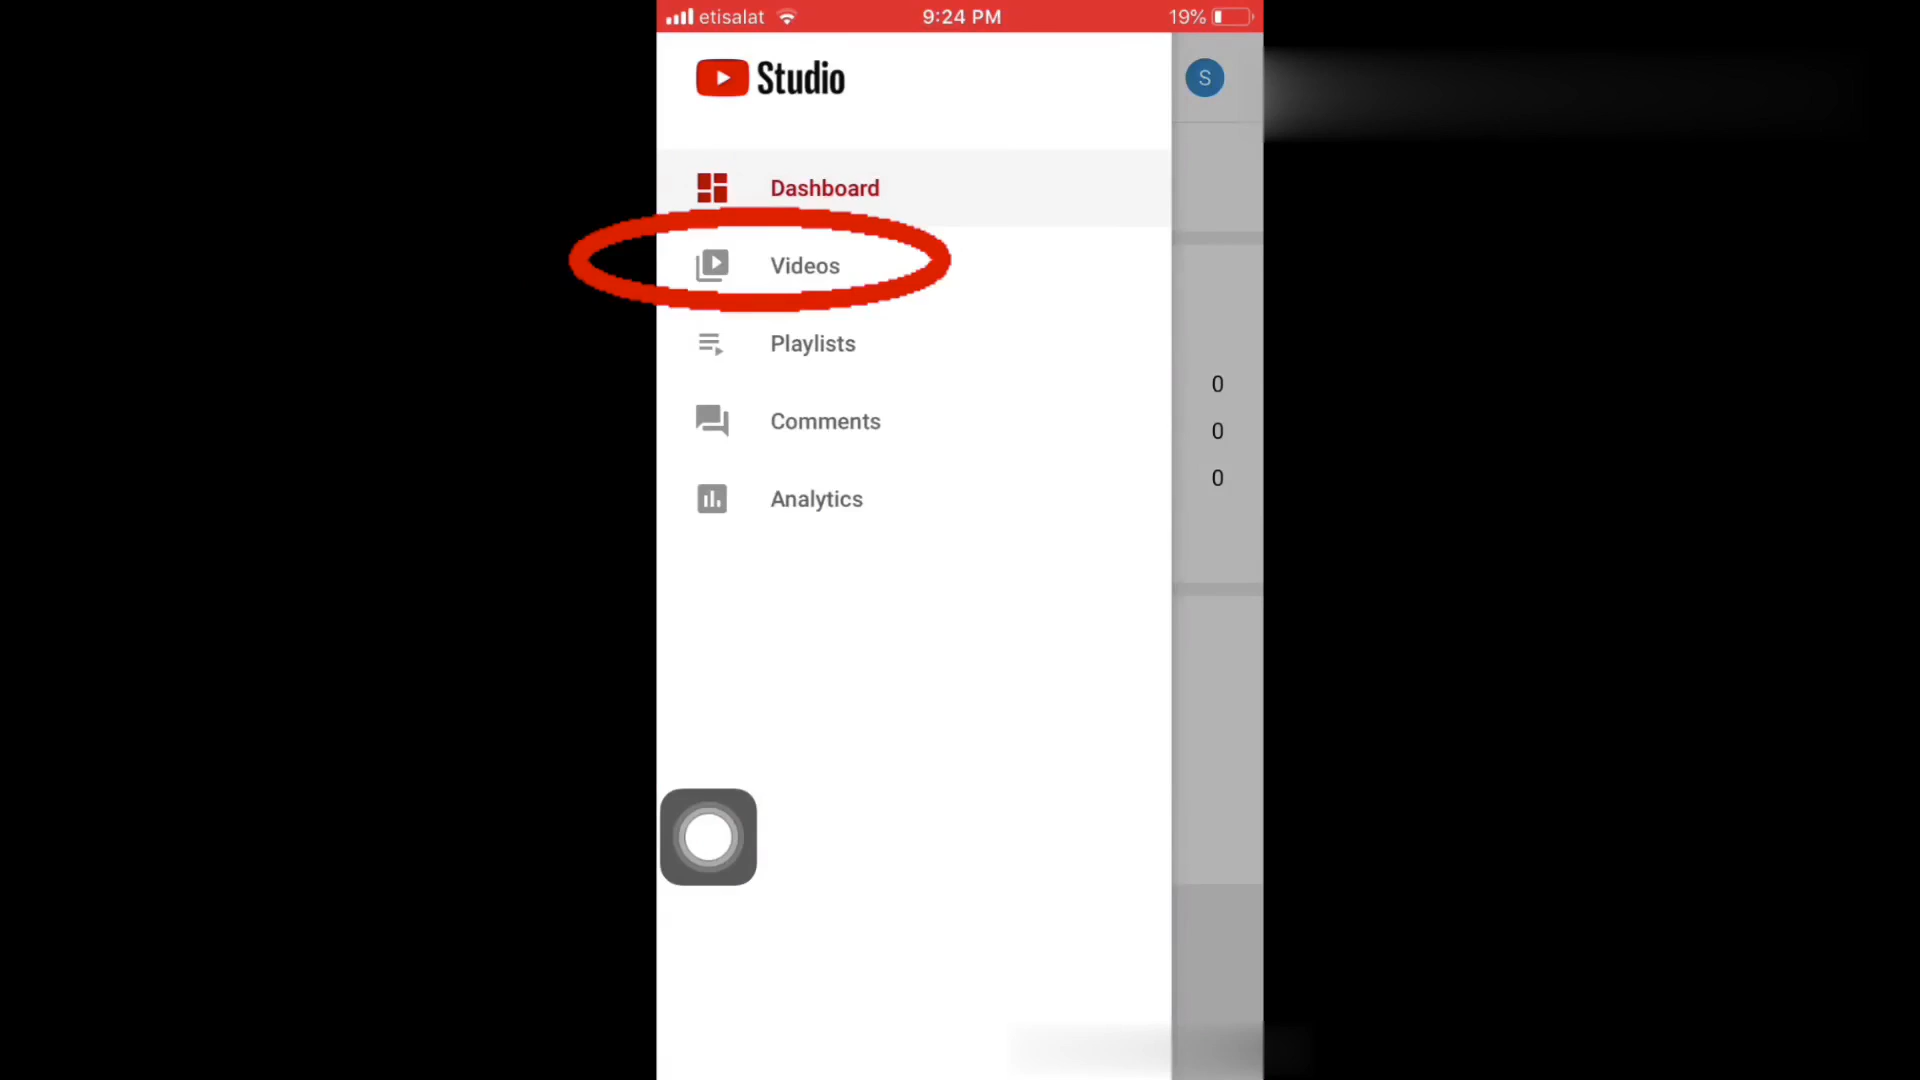 etisalat 9:24 PM 19%
Studio
S
Dashboard
Videos
Playlists
0
Comments
0
0
Analytics